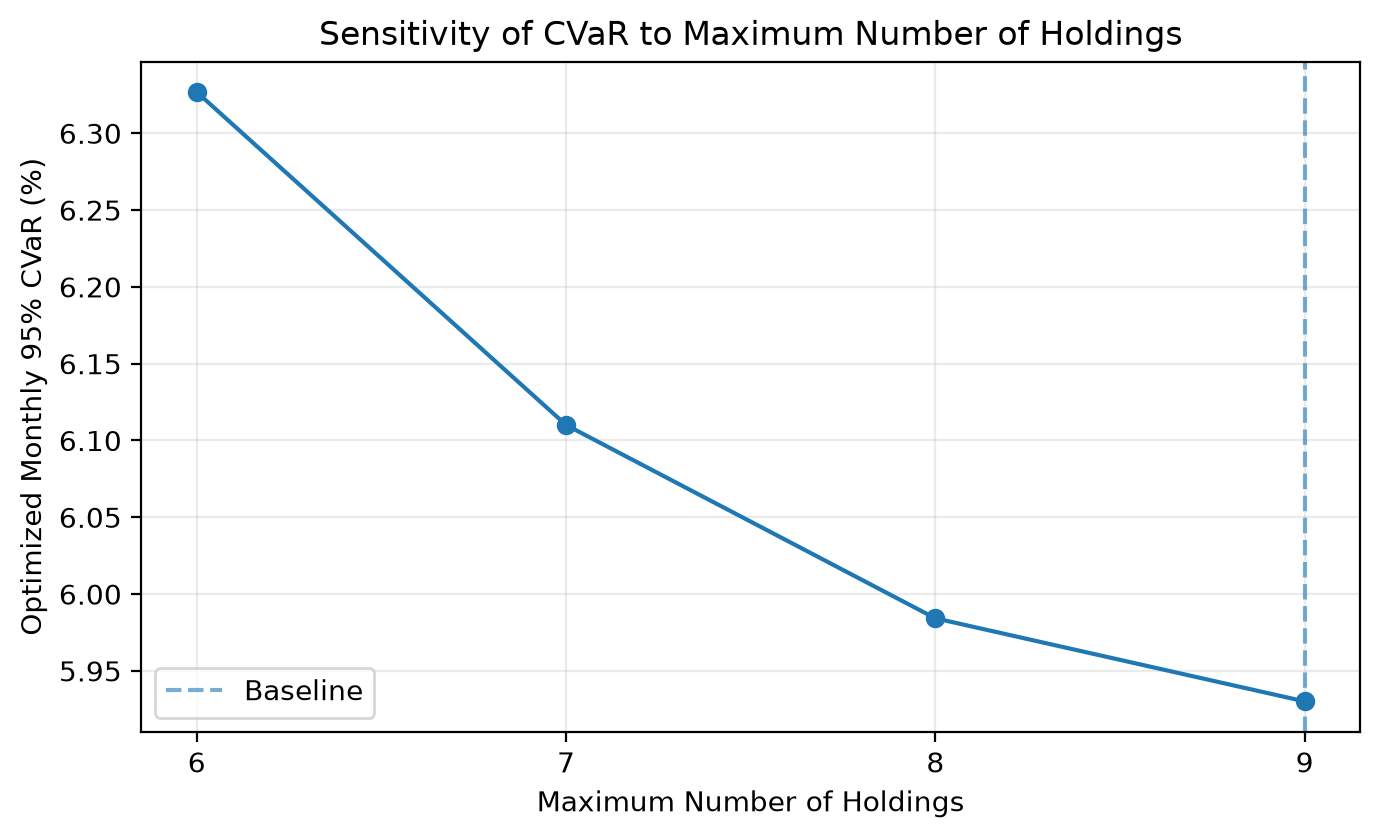 Sensitivity of CVaR to Maximum Number of Holdings
Optimized Monthly 95% CVaR (%)
6.30
6.25
6.20
6.15
6.10
6.05
6.00
5.95
Baseline
6 7 8 9
Maximum Number of Holdings